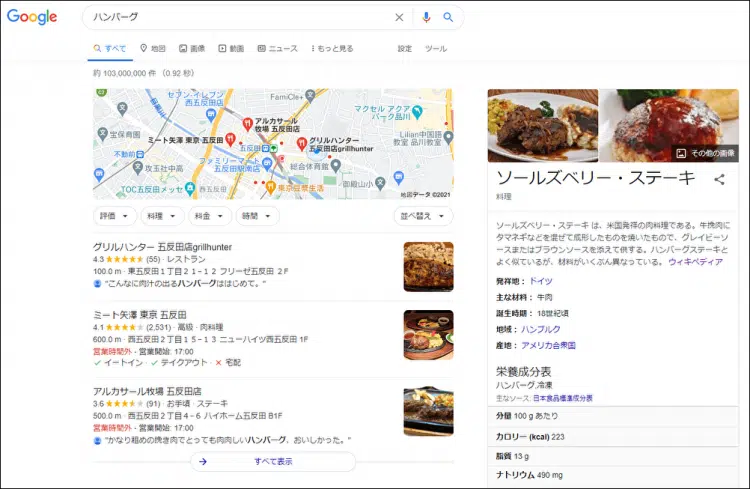 Google
ハンバーグ
すべて
地図
画像
動画
ニュース
もっと見る
設定
ツール
約 103,000,000 件 （0.92 秒）
セブン-イレブン
西五反田店
FamiCle+
アルカサール
牧場 五反田店
マクセル アクア
パーク品川
宝保育園
ミート矢澤 東京·五反田
グリルハンター
五反田店grillhunter
Lilian中国語
教室 品川教室
不動前
五反田
ファミリーマート
五反田駅南店
攻玉社中高
総合保育園
TOC五反田メッセ
西五反田
東京日祭生活
御殿山小
地図データ ©2021
評価
料理
料金
時間
並べ替え
グリルハンター 五反田店grillhunter
4.3 (55) · レストラン
100.0 m · 東五反田１丁目２１−１２ フリーゼ五反田 ２Ｆ
"こんなに肉汁の出るハンバーグははじめて。"
ミート矢澤 東京 五反田
4.1 (2,531) · 高級 · 肉料理
600.0 m · 西五反田２丁目１５−１３ ニューハイツ西五反田 1F
営業時間外 · 営業開始: 17:00
イートイン · テイクアウト · 宅配
アルカサール牧場 五反田店
3.6 (91) · お手頃 · ステーキ
500.0 m · 西五反田２丁目４−６ ハイホーム五反田 B1F
営業時間外 · 営業開始: 17:00
"かなり粗めの挽き肉でとっても肉肉しいハンバーグ、おいしかった。"
すべて表示
その他の画像
ソールズベリー・ステーキ
料理
ソールズベリー・ステーキ は、米国発祥の肉料理である。牛挽肉に
タマネギなどを混ぜて成形したものを焼いたもので、グレイビーソ
ースまたはブラウンソースを添えて供する。ハンバーグステーキと
よく似ているが、材料がいくぶん異なっている。 ウィキペディア
発祥地： ドイツ
主な材料： 牛肉
誕生時期： 18世紀頃
地域： ハンブルク
産地： アメリカ合衆国
栄養成分表
ハンバーグ,冷凍
主なソース: 日本食品標準成分表
分量 100 g あたり
カロリー (kcal) 223
脂質 13 g
ナトリウム 490 mg